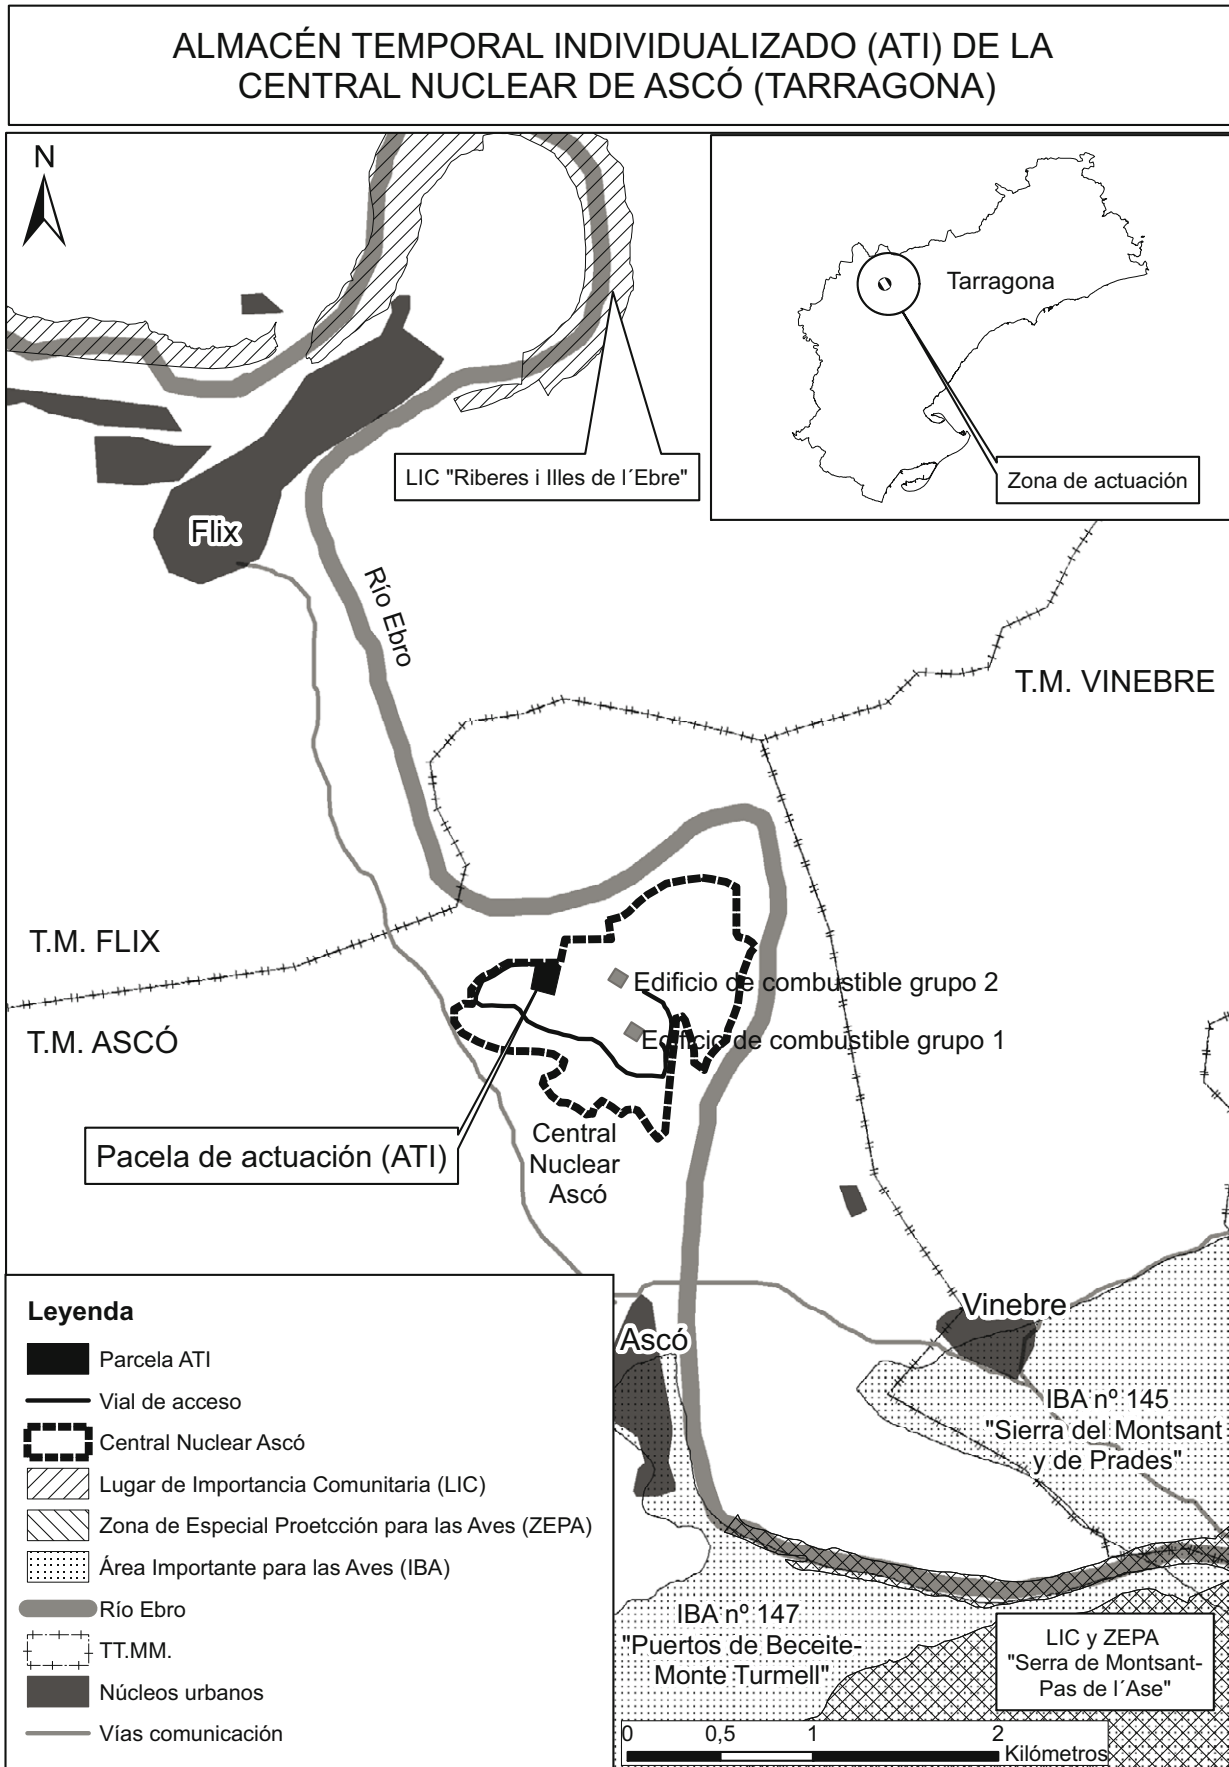 ALMACÉN TEMPORAL INDIVIDUALIZADO (ATI) DE LA
CENTRAL NUCLEAR DE ASCÓ (TARRAGONA)
N
Tarragona
Zona de actuación
LIC "Riberes i Illes de l´Ebre"
Flix
Río Ebro
T.M. VINEBRE
T.M. FLIX
T.M. ASCÓ
Edificio de combustible grupo 2
Edificio de combustible grupo 1
Pacela de actuación (ATI)
Central
Nuclear
Ascó
Vinebre
Ascó
IBA nº 145
"Sierra del Montsant
y de Prades"
IBA nº 147
"Puertos de Beceite-
Monte Turmell"
LIC y ZEPA
"Serra de Montsant-
Pas de l´Ase"
0 0,5 1 2
Kilómetros
Leyenda
Parcela ATI
Vial de acceso
Central Nuclear Ascó
Lugar de Importancia Comunitaria (LIC)
Zona de Especial Proetcción para las Aves (ZEPA)
Área Importante para las Aves (IBA)
Río Ebro
TT.MM.
Núcleos urbanos
Vías comunicación